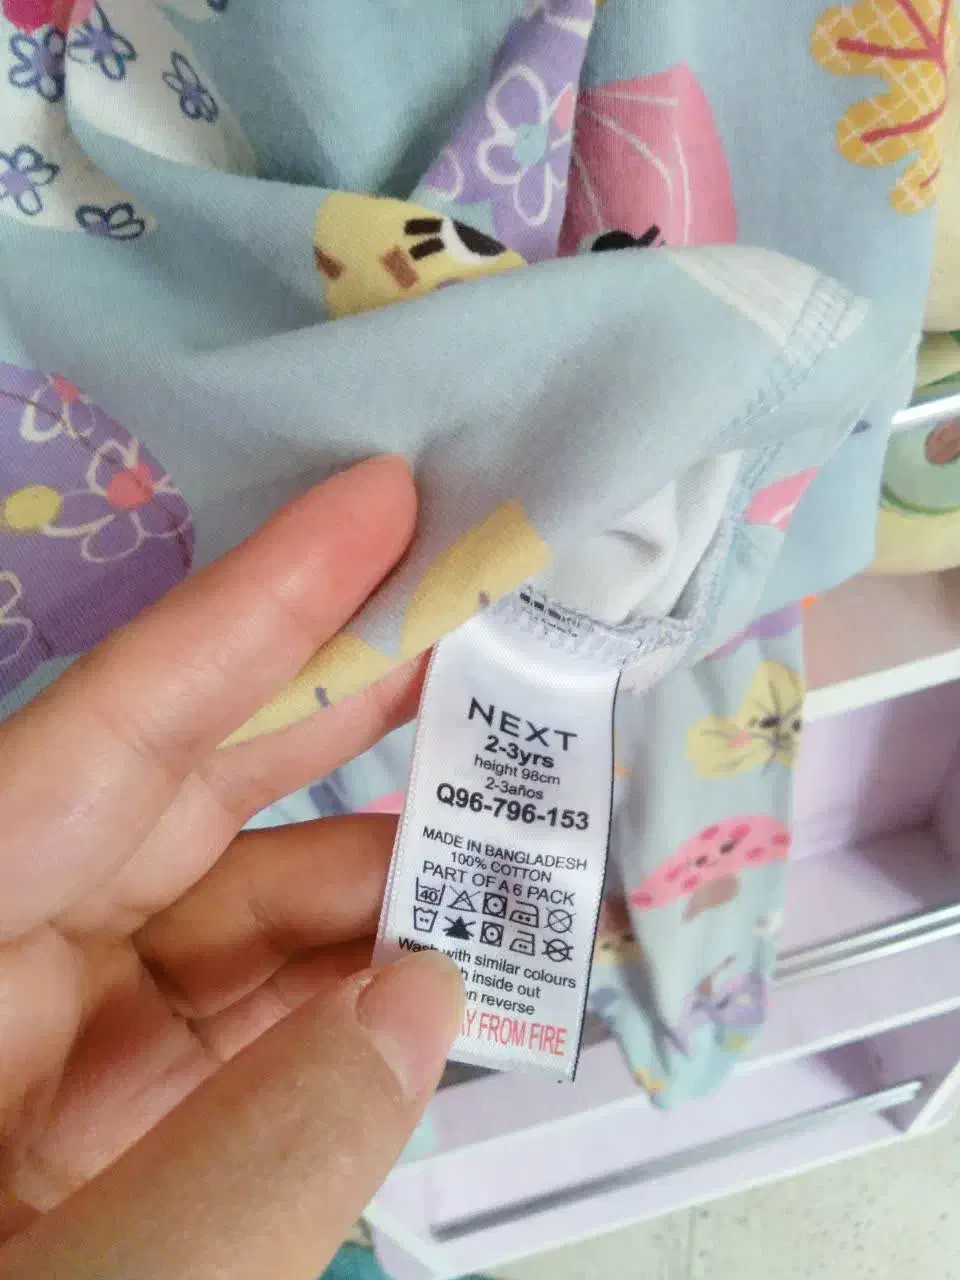 NEXT
2-3yrs
height 98cm
2-3años
Q96-796-153
MADE IN BANGLADESH
100% COTTON
PART OF A 6 PACK
40
with similar colours
inside out
reverse
FROM FIRE